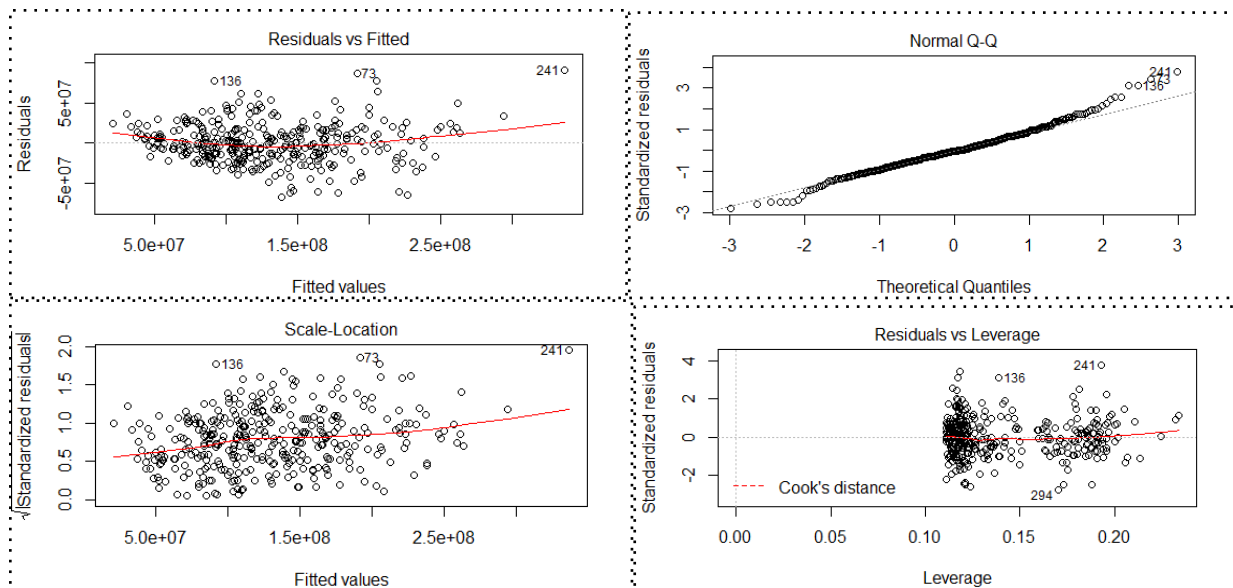 Residuals vs Fitted
Residuals
5e+07
-5e+07
136
73
241
5.0e+07 1.5e+08 2.5e+08
Fitted values
Normal Q-Q
Standardized residuals
3
1
-1
-3
241
173
136
-3 -2 -1 0 1 2 3
Theoretical Quantiles
Scale-Location
√|Standardized residuals|
2.0
1.5
1.0
0.5
0.0
136
73
241
5.0e+07 1.5e+08 2.5e+08
Fitted values
Residuals vs Leverage
Standardized residuals
4
2
0
-2
136
241
294
Cook's distance
0.00 0.05 0.10 0.15 0.20
Leverage